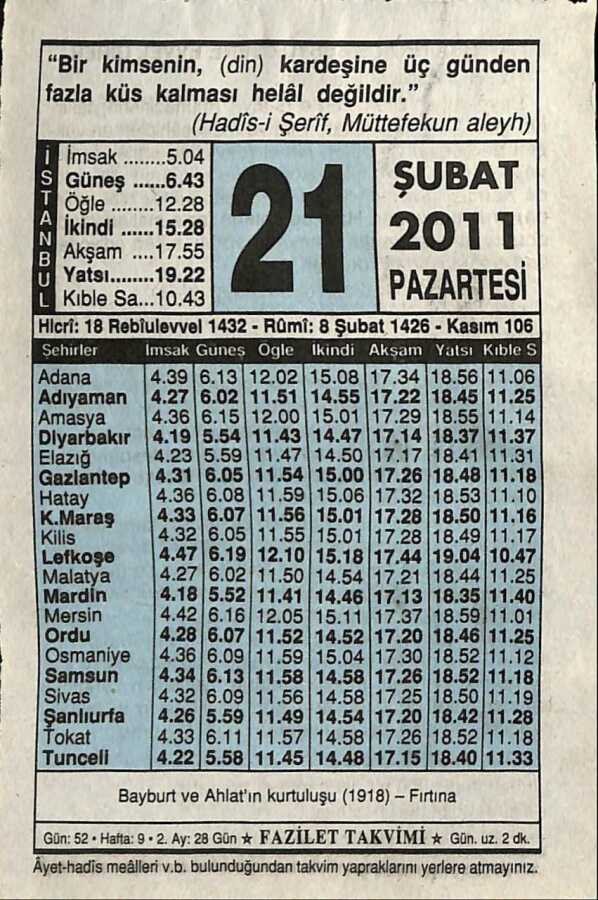 “Bir kimsenin, (din) kardeşine üç günden
fazla küs kalması helâl değildir.”
(Hadîs-i Şerîf, Müttefekun aleyh)
İSTANBUL
İmsak ........5.04
Güneş ......6.43
Öğle ........12.28
İkindi ......15.28
Akşam ....17.55
Yatsı........19.22
Kıble Sa...10.43
21
ŞUBAT
2011
PAZARTESİ
Hicrî: 18 Rebîulevvel 1432 - Rûmî: 8 Şubat 1426 - Kasım 106
Şehirler İmsak Güneş Öğle İkindi Akşam Yatsı Kıble S
Adana 4.39 6.13 12.02 15.08 17.34 18.56 11.06
Adıyaman 4.27 6.02 11.51 14.55 17.22 18.45 11.25
Amasya 4.36 6.15 12.00 15.01 17.29 18.55 11.14
Diyarbakır 4.19 5.54 11.43 14.47 17.14 18.37 11.37
Elazığ 4.23 5.59 11.47 14.50 17.17 18.41 11.31
Gaziantep 4.31 6.05 11.54 15.00 17.26 18.48 11.18
Hatay 4.36 6.08 11.59 15.06 17.32 18.53 11.10
K.Maraş 4.33 6.07 11.56 15.01 17.28 18.50 11.16
Kilis 4.32 6.05 11.55 15.01 17.28 18.49 11.17
Lefkoşe 4.47 6.19 12.10 15.18 17.44 19.04 10.47
Malatya 4.27 6.02 11.50 14.54 17.21 18.44 11.25
Mardin 4.18 5.52 11.41 14.46 17.13 18.35 11.40
Mersin 4.42 6.16 12.05 15.11 17.37 18.59 11.01
Ordu 4.28 6.07 11.52 14.52 17.20 18.46 11.25
Osmaniye 4.36 6.09 11.59 15.04 17.30 18.52 11.12
Samsun 4.34 6.13 11.58 14.58 17.26 18.52 11.18
Sivas 4.32 6.09 11.56 14.58 17.25 18.50 11.19
Şanlıurfa 4.26 5.59 11.49 14.54 17.20 18.42 11.28
Tokat 4.33 6.11 11.57 14.58 17.26 18.52 11.18
Tunceli 4.22 5.58 11.45 14.48 17.15 18.40 11.33
Bayburt ve Ahlat'ın kurtuluşu (1918) – Fırtına
Gün: 52 • Hafta: 9 • 2. Ay: 28 Gün ★ FAZİLET TAKVİMİ ★ Gün. uz. 2 dk.
Âyet-hadîs meâlleri v.b. bulunduğundan takvim yapraklarını yerlere atmayınız.